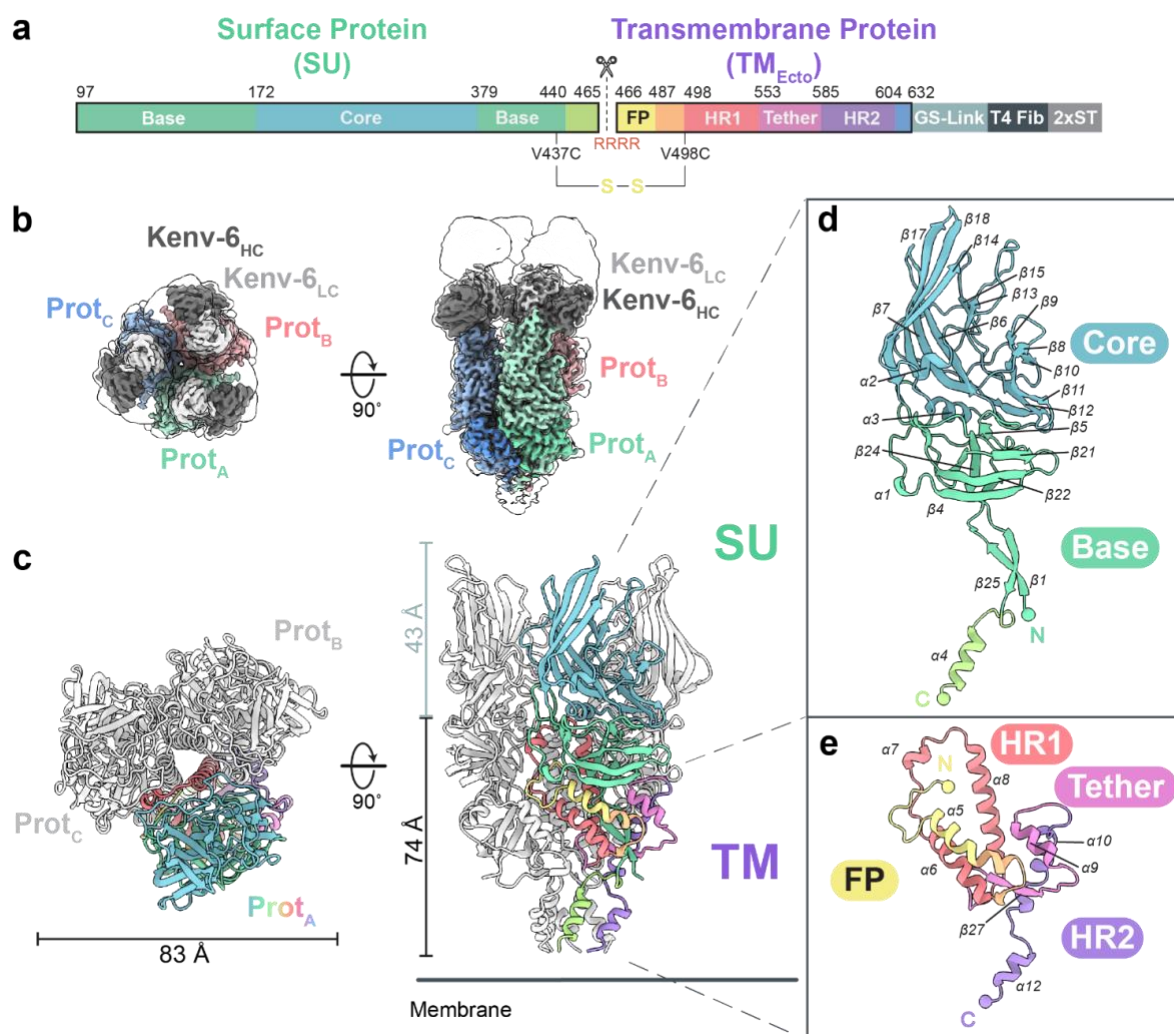 a
Surface Protein
(SU)
Transmembrane Protein
(TMEcto)
97 172 379 440 465 466 487 498 553 585 604 632
Base Core Base FP HR1 Tether HR2 GS-Link T4 Fib 2xST
RRRR
V437C V498C
S S
b
Kenv-6HC
Kenv-6LC
ProtC
ProtB
ProtA
90°
Kenv-6LC
Kenv-6HC
ProtB
ProtC
ProtA
c
ProtB
ProtC
ProtA
83 Å
90°
43 Å
74 Å
SU
TM
Membrane
d
β18
β17
β14
β15
β13
β9
β7
β6
β8
Core
β10
α2
β11
β12
α3
β5
β24
β21
α1
β22
β4
Base
β25
β1
N
α4
C
e
HR1
α7
N
α8
Tether
α5
α10
α9
FP
α6
β27
HR2
α12
C